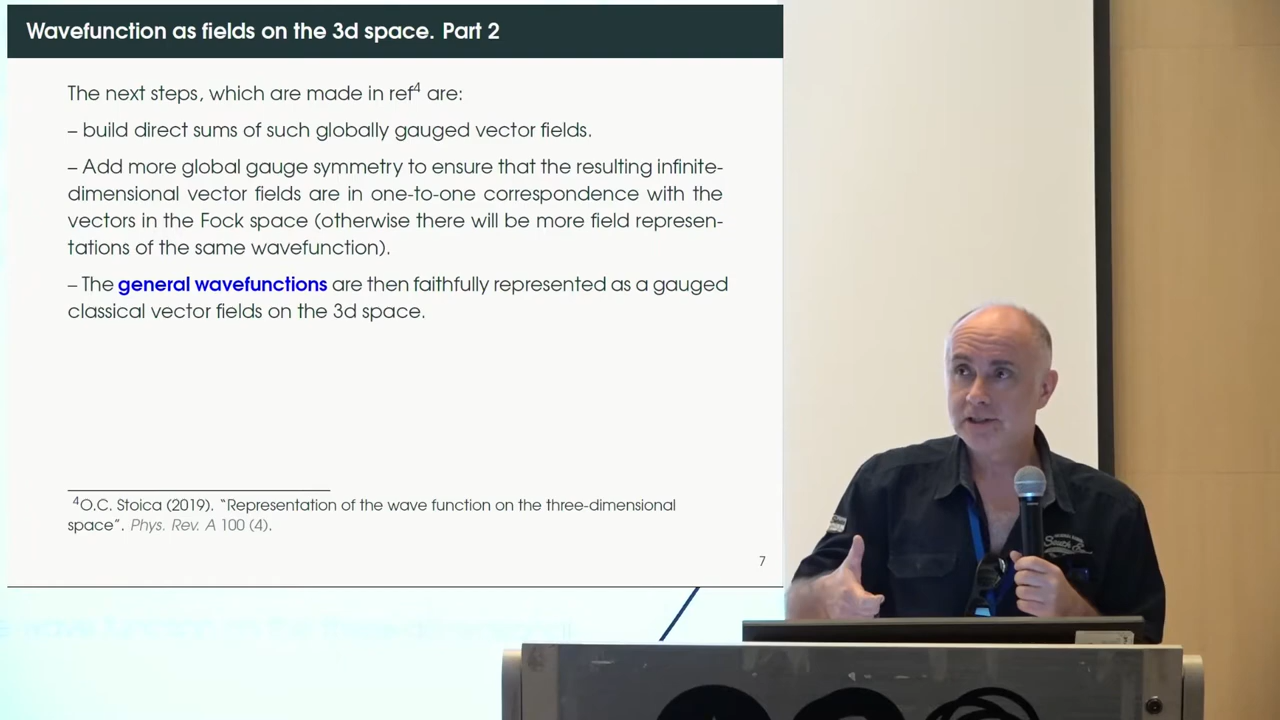 Wavefunction as fields on the 3d space. Part 2
The next steps, which are made in ref⁴ are:
– build direct sums of such globally gauged vector fields.
– Add more global gauge symmetry to ensure that the resulting infinite-
dimensional vector fields are in one-to-one correspondence with the
vectors in the Fock space (otherwise there will be more field represen-
tations of the same wavefunction).
– The general wavefunctions are then faithfully represented as a gauged
classical vector fields on the 3d space.
⁴O.C. Stoica (2019). “Representation of the wave function on the three-dimensional
space”. Phys. Rev. A 100 (4).
7
South